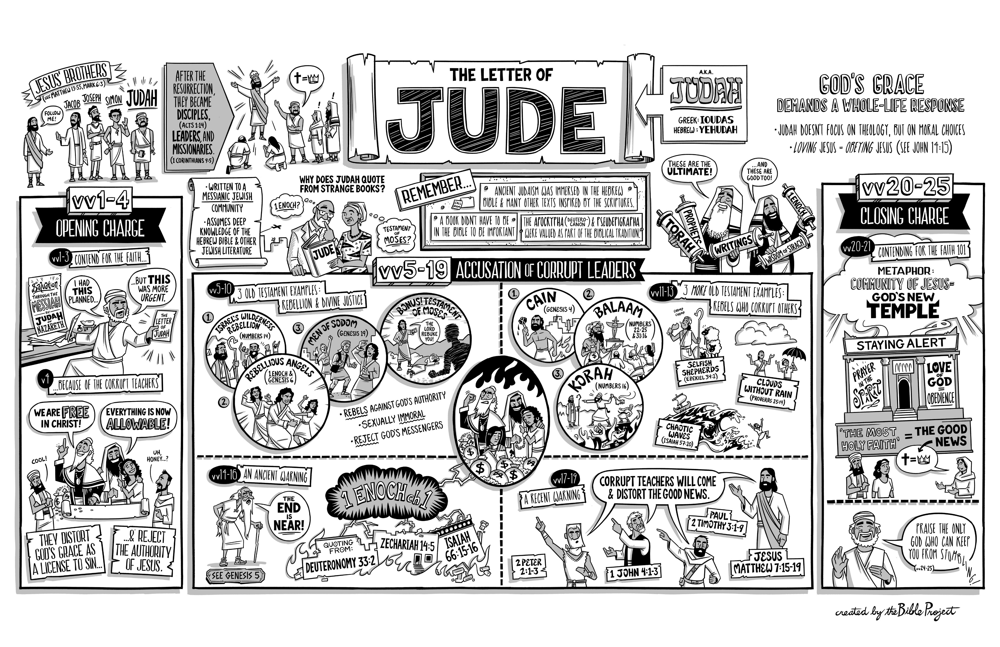 JESUS' BROTHERS
(SEE MATTHEW 13:55, MARK 6:3)
FOLLOW
ME!
JACOB
JOSEPH
SIMON
JUDAH
AFTER THE
RESURRECTION,
THEY BECAME
DISCIPLES,
(ACTS 1:14)
LEADERS, AND
MISSIONARIES.
(1 CORINTHIANS 9:5)
✝=
!
!
THE LETTER OF
JUDE
A.K.A.
JUDAH
GREEK: IOUDAS
HEBREW: YEHUDAH
GOD'S GRACE
DEMANDS A WHOLE-LIFE RESPONSE
• JUDAH DOESN'T FOCUS ON THEOLOGY, BUT ON MORAL CHOICES
• LOVING JESUS = OBEYING JESUS (SEE JOHN 14:15)
• WRITTEN TO A
MESSIANIC JEWISH
COMMUNITY
• ASSUMES DEEP
KNOWLEDGE OF THE
HEBREW BIBLE & OTHER
JEWISH LITERATURE
WHY DOES JUDAH QUOTE
FROM STRANGE BOOKS?
1 ENOCH?
TESTAMENT
OF
MOSES?
JUDE
REMEMBER...
ANCIENT JUDAISM WAS IMMERSED IN THE HEBREW
BIBLE & MANY OTHER TEXTS INSPIRED BY THE SCRIPTURES.
CALL
MOM
A BOOK DIDN'T HAVE TO BE
IN THE BIBLE TO BE IMPORTANT
THE APOCRYPHA (DEUTERO-CANON) & PSEUDEPIGRAPHA
WERE VALUED AS PART OF THE BIBLICAL TRADITION.
THESE ARE THE
ULTIMATE!
...AND
THESE ARE
GOOD TOO!
TORAH
PROPHETS
WRITINGS
1 ENOCH
WISDOM OF SIRACH
vv1-4
OPENING CHARGE
vv1-3 CONTEND FOR THE FAITH...
Salvation
THROUGH THE
MESSIAH
BY
JUDAH
OF
NAZARETH
I HAD
THIS
PLANNED...
...BUT THIS
WAS MORE
URGENT.
THE
LETTER
OF
JUDAH
v4 ...BECAUSE OF THE CORRUPT TEACHERS
WE ARE FREE
IN CHRIST!
EVERYTHING IS NOW
ALLOWABLE!
COOL!
UH,
HONEY...?
$
$
THEY DISTORT
GOD'S GRACE AS
A LICENSE TO SIN...
...& REJECT
THE AUTHORITY
OF JESUS.
vv5-19 ACCUSATION OF CORRUPT LEADERS
vv5-10 3 OLD TESTAMENT EXAMPLES:
REBELLION & DIVINE JUSTICE
1.
ISRAEL'S WILDERNESS
REBELLION
(NUMBERS 14)
2.
REBELLIOUS ANGELS
(1 ENOCH &
GENESIS 6)
3.
MEN OF SODOM
(GENESIS 19)
BONUS! TESTAMENT
OF MOSES
THE
LORD
REBUKE
YOU!
• REBELS AGAINST GOD'S AUTHORITY
• SEXUALLY IMMORAL
• REJECT GOD'S MESSENGERS
$
$
$
$
$
$
$
vv11-13 3 MORE OLD TESTAMENT EXAMPLES:
REBELS WHO CORRUPT OTHERS
1.
CAIN
(GENESIS 4)
2.
BALAAM
(NUMBERS
22-25
& 31:16)
$
3.
KORAH
(NUMBERS 16)
CHOMP
CHOMP
SELFISH
SHEPHERDS
(EZEKIEL 34:2)
CLOUDS
WITHOUT RAIN
(PROVERBS 25:14)
CHAOTIC
WAVES
(ISAIAH 57:20)
vv14-16 AN ANCIENT WARNING
THE
END
IS
NEAR!
SEE GENESIS 5
1 ENOCH ch 1
QUOTING
FROM:
DEUTERONOMY 33:2
ZECHARIAH 14:5
ISAIAH
66:15-16
vv17-19
A RECENT WARNING
CORRUPT TEACHERS WILL COME
& DISTORT THE GOOD NEWS.
2 PETER
2:1-3
1 JOHN 4:1-3
PAUL
2 TIMOTHY 3:1-9
JESUS
MATTHEW 7:15-19
vv20-25
CLOSING CHARGE
vv20-21 CONTENDING FOR THE FAITH 101
METAPHOR:
COMMUNITY OF JESUS=
GOD'S NEW
TEMPLE
STAYING ALERT
PRAYER
IN THE
SPIRIT
LOVE
OF
GOD
=
OBEDIENCE
'THE MOST
HOLY FAITH' = THE GOOD
NEWS
✝=
PRAISE THE ONLY
GOD WHO CAN KEEP
YOU FROM STUMBLING!
(vv24-25)
created by the Bible Project